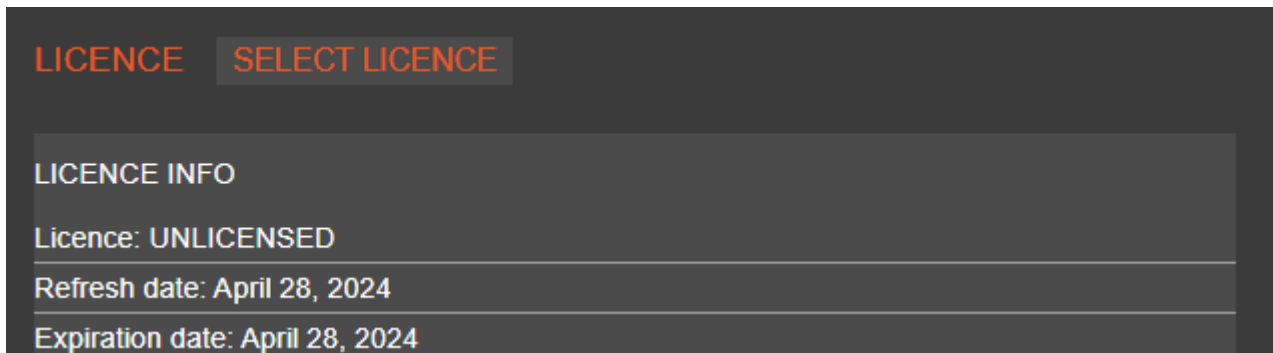 LICENCE SELECT LICENCE
LICENCE INFO
Licence: UNLICENSED
Refresh date: April 28, 2024
Expiration date: April 28, 2024